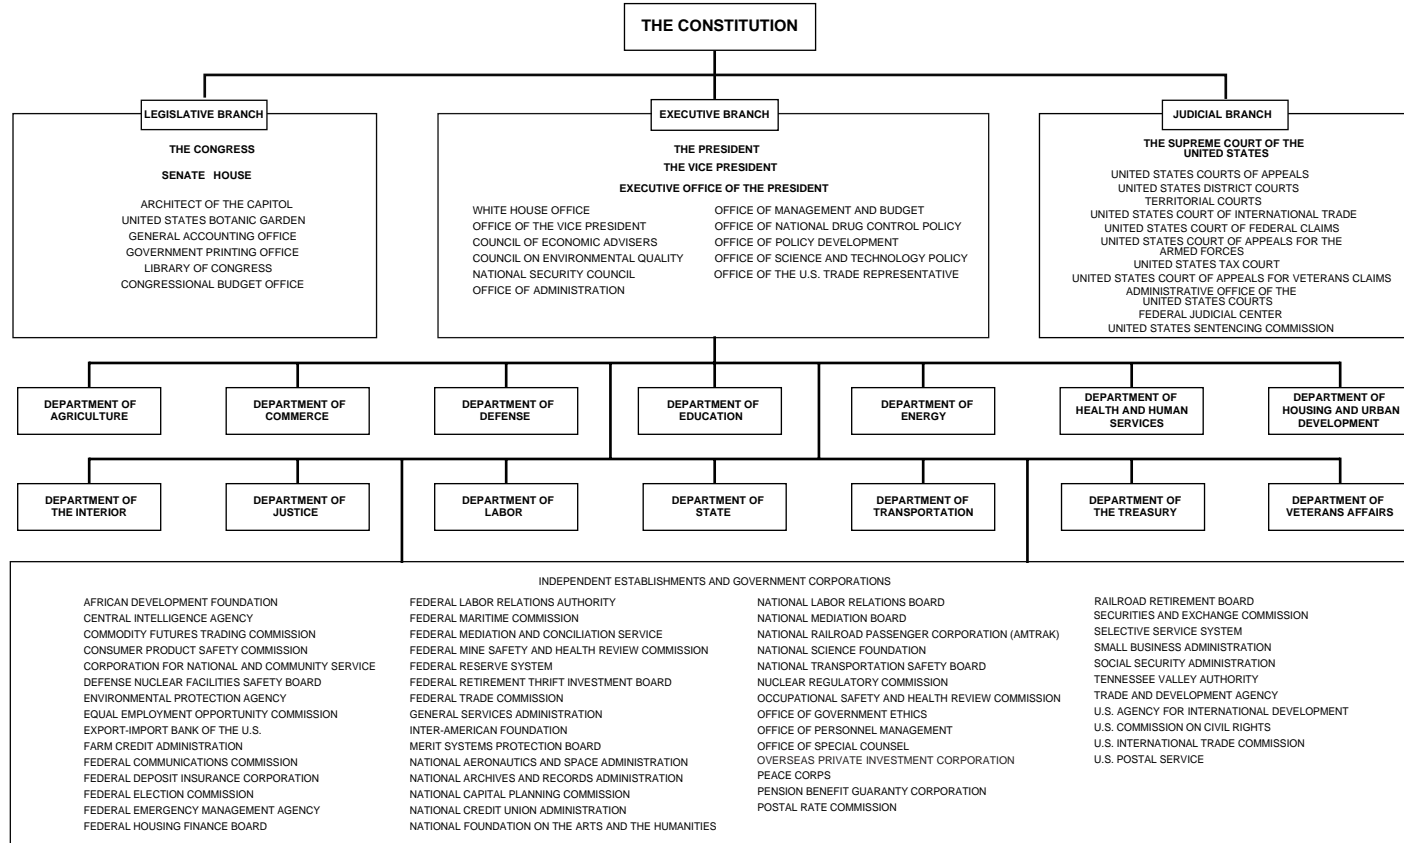 THE CONSTITUTION
LEGISLATIVE BRANCH
THE CONGRESS
SENATE HOUSE
ARCHITECT OF THE CAPITOL
UNITED STATES BOTANIC GARDEN
GENERAL ACCOUNTING OFFICE
GOVERNMENT PRINTING OFFICE
LIBRARY OF CONGRESS
CONGRESSIONAL BUDGET OFFICE
EXECUTIVE BRANCH
THE PRESIDENT
THE VICE PRESIDENT
EXECUTIVE OFFICE OF THE PRESIDENT
WHITE HOUSE OFFICE
OFFICE OF THE VICE PRESIDENT
COUNCIL OF ECONOMIC ADVISERS
COUNCIL ON ENVIRONMENTAL QUALITY
NATIONAL SECURITY COUNCIL
OFFICE OF ADMINISTRATION
OFFICE OF MANAGEMENT AND BUDGET
OFFICE OF NATIONAL DRUG CONTROL POLICY
OFFICE OF POLICY DEVELOPMENT
OFFICE OF SCIENCE AND TECHNOLOGY POLICY
OFFICE OF THE U.S. TRADE REPRESENTATIVE
JUDICIAL BRANCH
THE SUPREME COURT OF THE
UNITED STATES
UNITED STATES COURTS OF APPEALS
UNITED STATES DISTRICT COURTS
TERRITORIAL COURTS
UNITED STATES COURT OF INTERNATIONAL TRADE
UNITED STATES COURT OF FEDERAL CLAIMS
UNITED STATES COURT OF APPEALS FOR THE
ARMED FORCES
UNITED STATES TAX COURT
UNITED STATES COURT OF APPEALS FOR VETERANS CLAIMS
ADMINISTRATIVE OFFICE OF THE
UNITED STATES COURTS
FEDERAL JUDICIAL CENTER
UNITED STATES SENTENCING COMMISSION
DEPARTMENT OF
AGRICULTURE
DEPARTMENT OF
COMMERCE
DEPARTMENT OF
DEFENSE
DEPARTMENT OF
EDUCATION
DEPARTMENT OF
ENERGY
DEPARTMENT OF
HEALTH AND HUMAN
SERVICES
DEPARTMENT OF
HOUSING AND URBAN
DEVELOPMENT
DEPARTMENT OF
THE INTERIOR
DEPARTMENT OF
JUSTICE
DEPARTMENT OF
LABOR
DEPARTMENT OF
STATE
DEPARTMENT OF
TRANSPORTATION
DEPARTMENT OF
THE TREASURY
DEPARTMENT OF
VETERANS AFFAIRS
INDEPENDENT ESTABLISHMENTS AND GOVERNMENT CORPORATIONS
AFRICAN DEVELOPMENT FOUNDATION
CENTRAL INTELLIGENCE AGENCY
COMMODITY FUTURES TRADING COMMISSION
CONSUMER PRODUCT SAFETY COMMISSION
CORPORATION FOR NATIONAL AND COMMUNITY SERVICE
DEFENSE NUCLEAR FACILITIES SAFETY BOARD
ENVIRONMENTAL PROTECTION AGENCY
EQUAL EMPLOYMENT OPPORTUNITY COMMISSION
EXPORT-IMPORT BANK OF THE U.S.
FARM CREDIT ADMINISTRATION
FEDERAL COMMUNICATIONS COMMISSION
FEDERAL DEPOSIT INSURANCE CORPORATION
FEDERAL ELECTION COMMISSION
FEDERAL EMERGENCY MANAGEMENT AGENCY
FEDERAL HOUSING FINANCE BOARD
FEDERAL LABOR RELATIONS AUTHORITY
FEDERAL MARITIME COMMISSION
FEDERAL MEDIATION AND CONCILIATION SERVICE
FEDERAL MINE SAFETY AND HEALTH REVIEW COMMISSION
FEDERAL RESERVE SYSTEM
FEDERAL RETIREMENT THRIFT INVESTMENT BOARD
FEDERAL TRADE COMMISSION
GENERAL SERVICES ADMINISTRATION
INTER-AMERICAN FOUNDATION
MERIT SYSTEMS PROTECTION BOARD
NATIONAL AERONAUTICS AND SPACE ADMINISTRATION
NATIONAL ARCHIVES AND RECORDS ADMINISTRATION
NATIONAL CAPITAL PLANNING COMMISSION
NATIONAL CREDIT UNION ADMINISTRATION
NATIONAL FOUNDATION ON THE ARTS AND THE HUMANITIES
NATIONAL LABOR RELATIONS BOARD
NATIONAL MEDIATION BOARD
NATIONAL RAILROAD PASSENGER CORPORATION (AMTRAK)
NATIONAL SCIENCE FOUNDATION
NATIONAL TRANSPORTATION SAFETY BOARD
NUCLEAR REGULATORY COMMISSION
OCCUPATIONAL SAFETY AND HEALTH REVIEW COMMISSION
OFFICE OF GOVERNMENT ETHICS
OFFICE OF PERSONNEL MANAGEMENT
OFFICE OF SPECIAL COUNSEL
OVERSEAS PRIVATE INVESTMENT CORPORATION
PEACE CORPS
PENSION BENEFIT GUARANTY CORPORATION
POSTAL RATE COMMISSION
RAILROAD RETIREMENT BOARD
SECURITIES AND EXCHANGE COMMISSION
SELECTIVE SERVICE SYSTEM
SMALL BUSINESS ADMINISTRATION
SOCIAL SECURITY ADMINISTRATION
TENNESSEE VALLEY AUTHORITY
TRADE AND DEVELOPMENT AGENCY
U.S. AGENCY FOR INTERNATIONAL DEVELOPMENT
U.S. COMMISSION ON CIVIL RIGHTS
U.S. INTERNATIONAL TRADE COMMISSION
U.S. POSTAL SERVICE